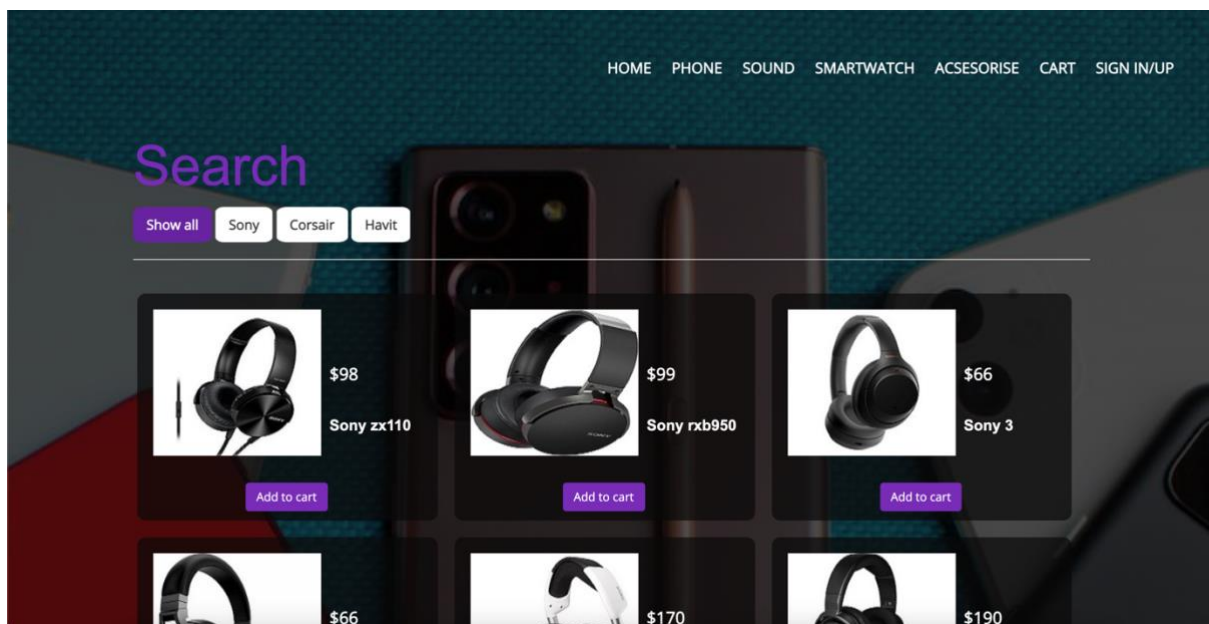 HOME PHONE SOUND SMARTWATCH ACSESORISE CART SIGN IN/UP
Search
Show all Sony Corsair Havit
$98
Sony zx110
Add to cart
$99
Sony rxb950
Add to cart
$66
Sony 3
Add to cart
$66
$170
$190